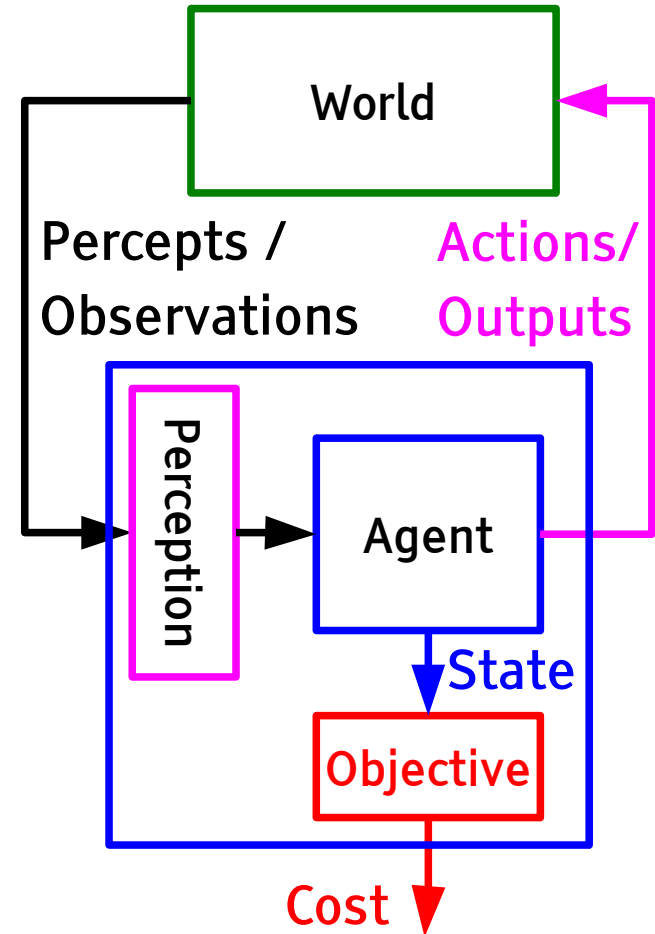 World
Percepts /
Observations
Actions/
Outputs
Perception
Agent
State
Objective
Cost